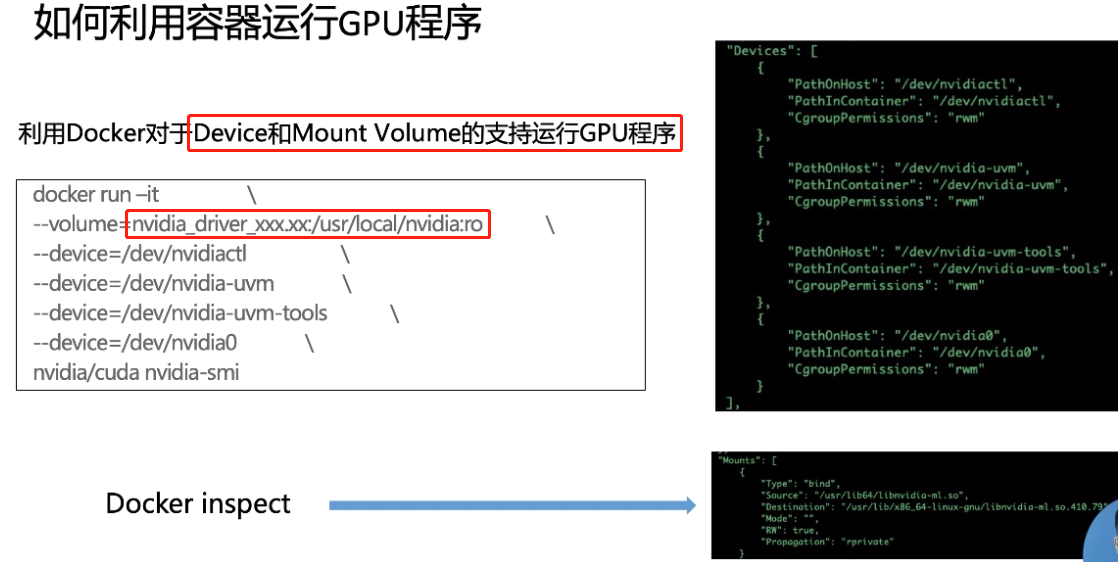 如何利用容器运行GPU程序
利用Docker对于Device和Mount Volume的支持运行GPU程序
docker run –it \
--volume=nvidia_driver_xxx.xx:/usr/local/nvidia:ro \
--device=/dev/nvidiactl \
--device=/dev/nvidia-uvm \
--device=/dev/nvidia-uvm-tools \
--device=/dev/nvidia0 \
nvidia/cuda nvidia-smi
Docker inspect
"Devices": [
{
"PathOnHost": "/dev/nvidiactl",
"PathInContainer": "/dev/nvidiactl",
"CgroupPermissions": "rwm"
},
{
"PathOnHost": "/dev/nvidia-uvm",
"PathInContainer": "/dev/nvidia-uvm",
"CgroupPermissions": "rwm"
},
{
"PathOnHost": "/dev/nvidia-uvm-tools",
"PathInContainer": "/dev/nvidia-uvm-tools",
"CgroupPermissions": "rwm"
},
{
"PathOnHost": "/dev/nvidia0",
"PathInContainer": "/dev/nvidia0",
"CgroupPermissions": "rwm"
}
],
"Mounts": [
{
"Type": "bind",
"Source": "/usr/lib64/libnvidia-ml.so",
"Destination": "/usr/lib/x86_64-linux-gnu/libnvidia-ml.so.410.79"
"Mode": "",
"RW": true,
"Propagation": "rprivate"
}